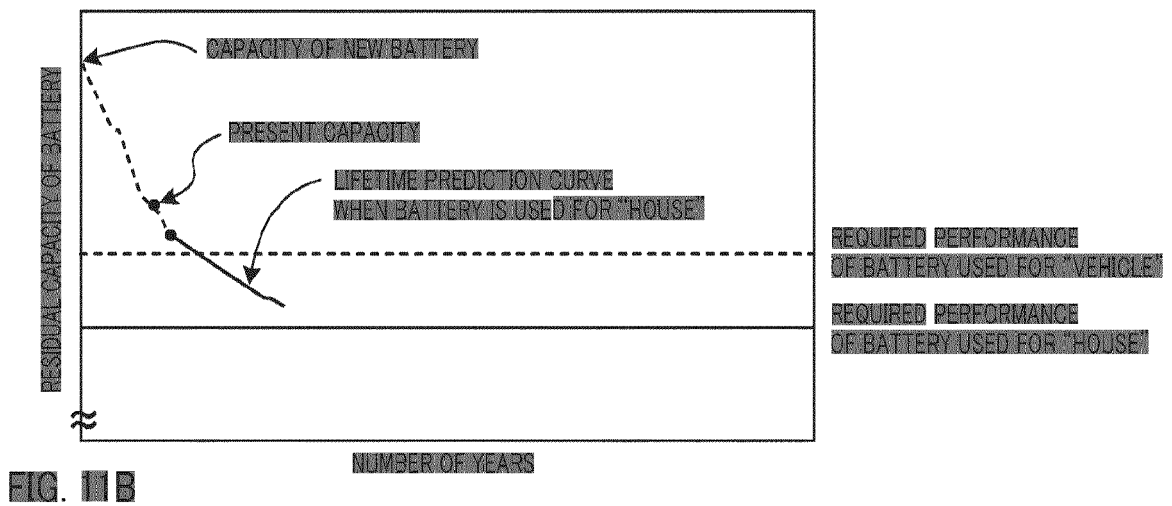 CAPACITY OF NEW BATTERY
RESIDUAL CAPACITY OF BATTERY
PRESENT CAPACITY
LIFETIME PREDICTION CURVE
WHEN BATTERY IS USED FOR "HOUSE"
REQUIRED PERFORMANCE
OF BATTERY USED FOR "VEHICLE"
REQUIRED PERFORMANCE
OF BATTERY USED FOR "HOUSE"
NUMBER OF YEARS
FIG. 11B